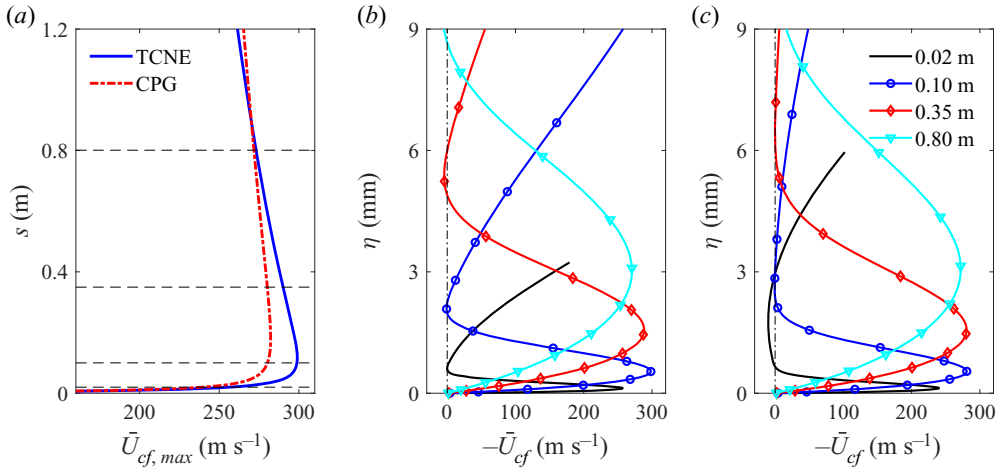 (a)
1.2
0.8
0.4
0
s (m)
TCNE
CPG
200
250
300
Ū_cf, max (m s⁻¹)
(b)
9
6
3
0
η (mm)
0
100
200
300
−Ū_cf (m s⁻¹)
(c)
9
6
3
0
η (mm)
0.02 m
0.10 m
0.35 m
0.80 m
0
100
200
300
−Ū_cf (m s⁻¹)